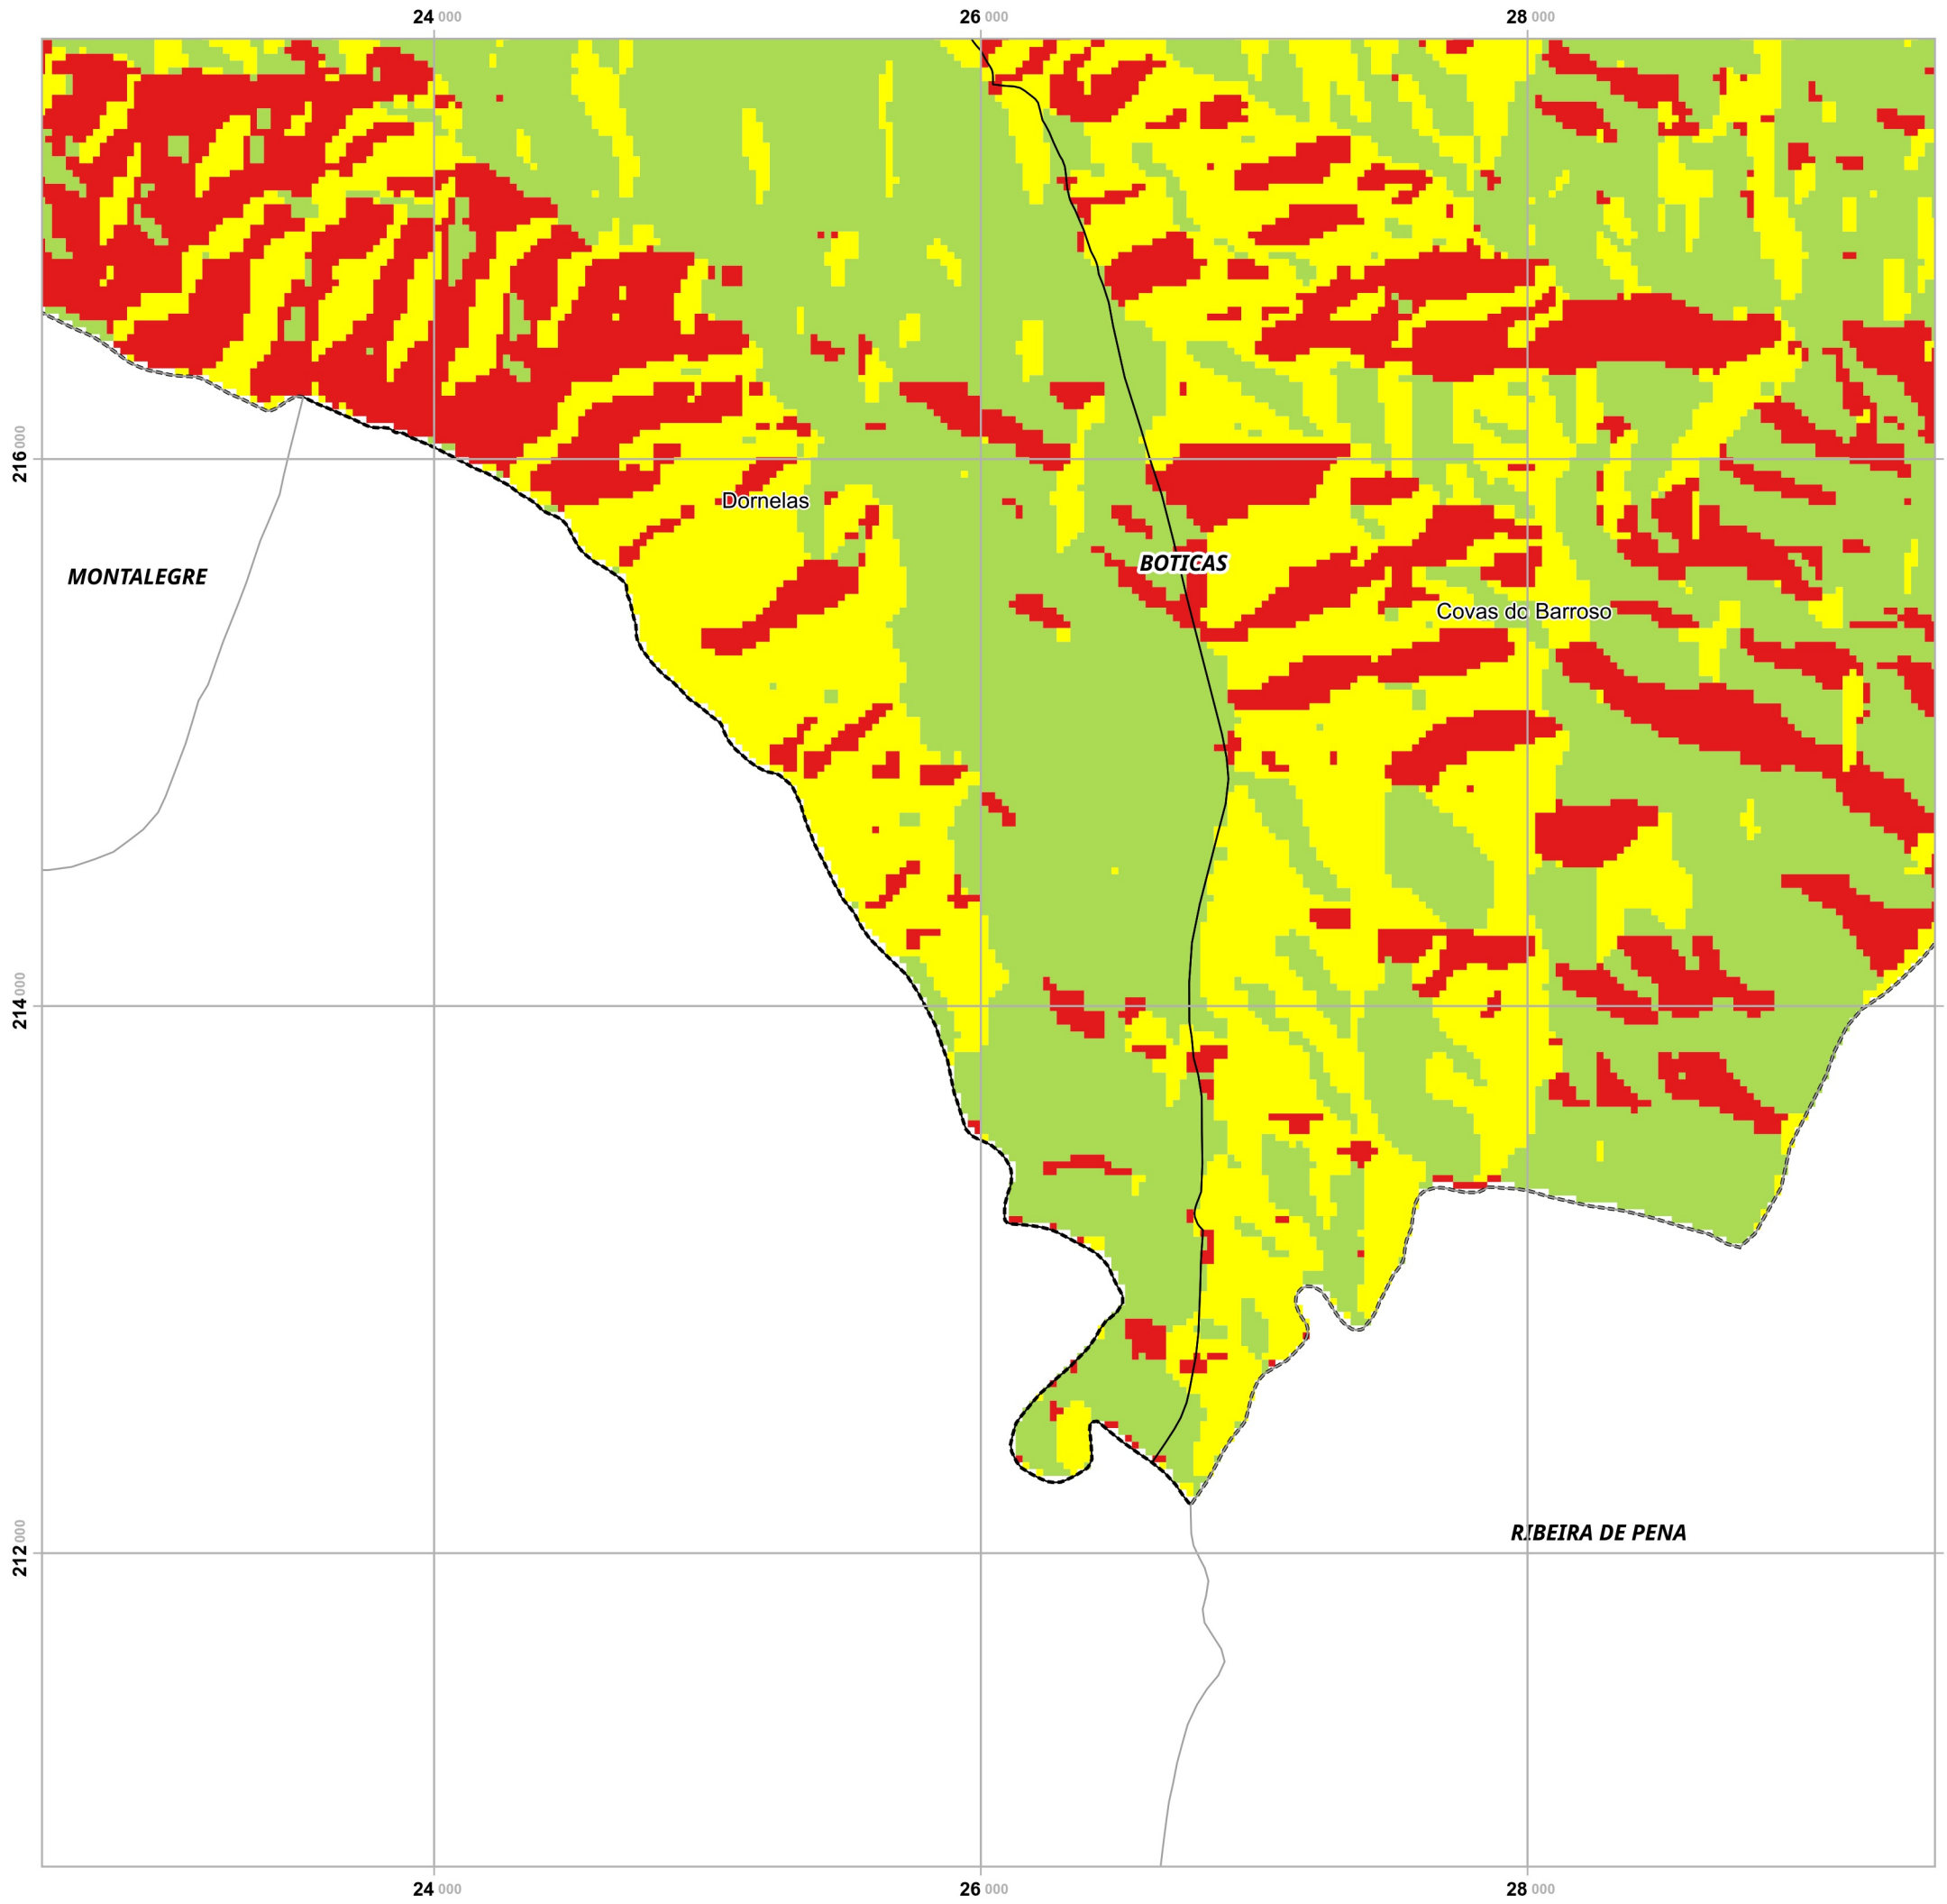 24 000 26 000 28 000
216 000
Dornelas
BOTICAS
MONTALEGRE
Covas do Barroso
214 000
RIBEIRA DE PENA
212 000
24 000 26 000 28 000